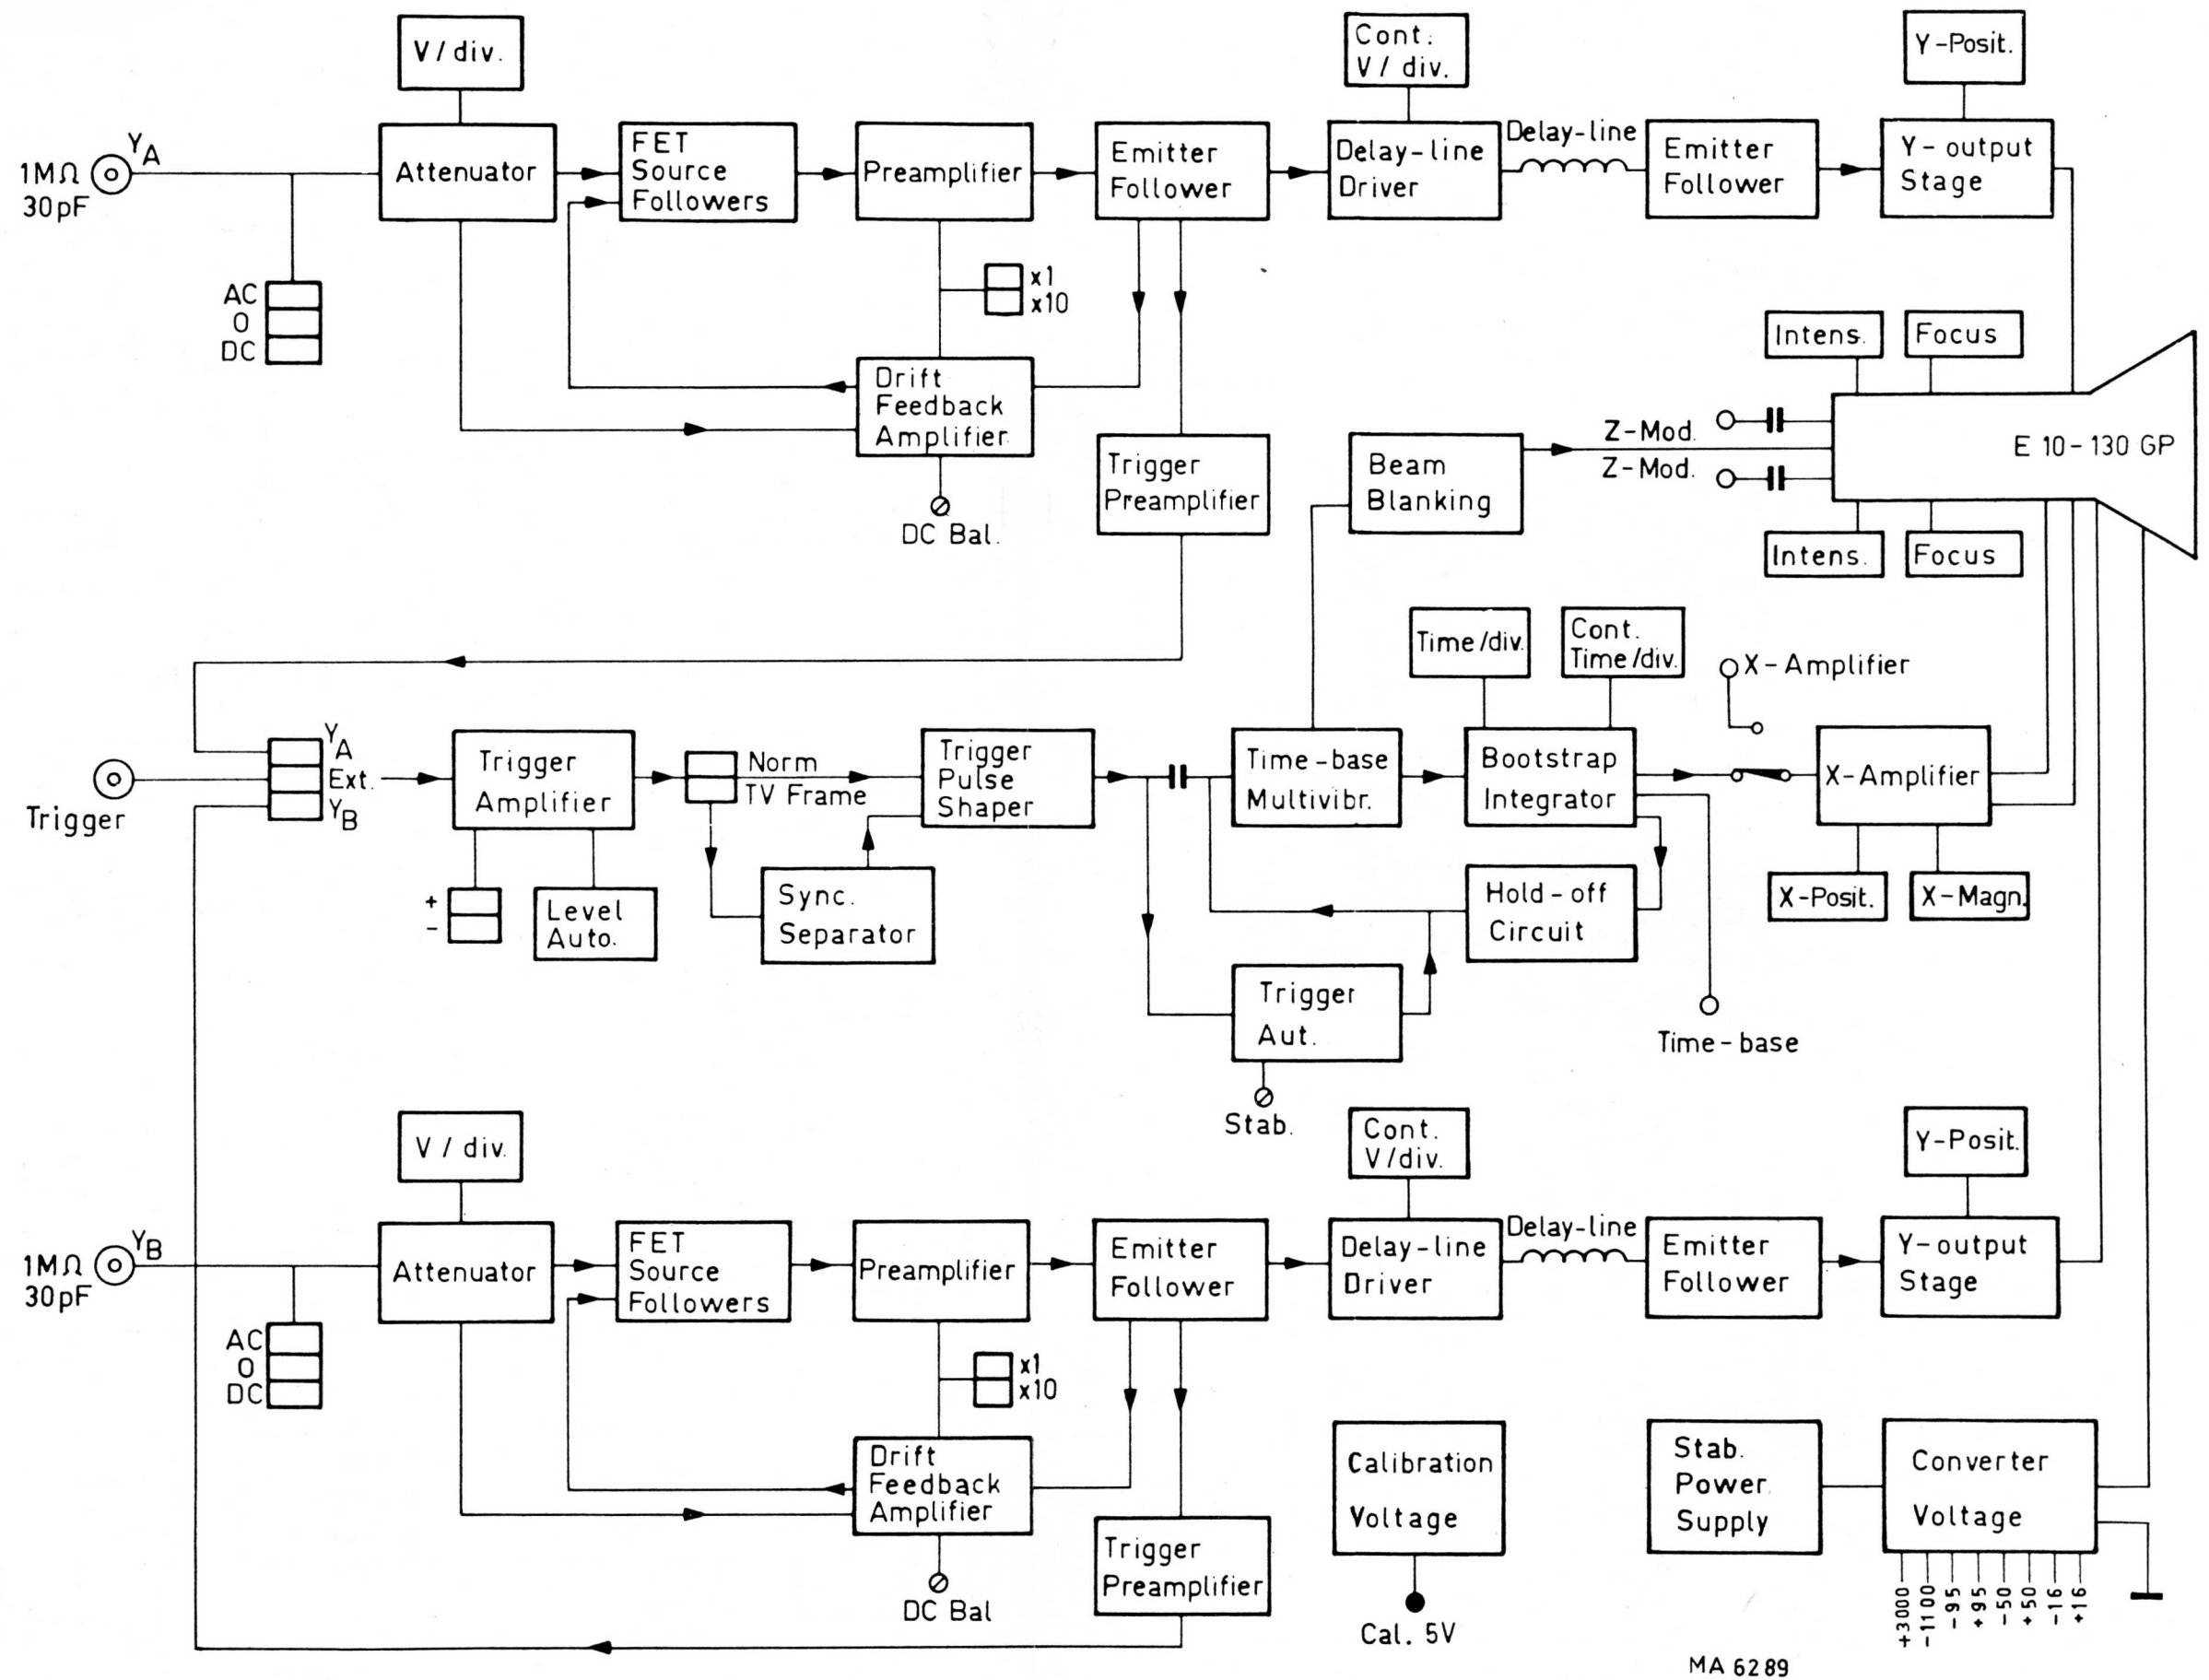 V/div.
Cont.
V/ div.
Y-Posit.
YA
1MΩ
30pF
Attenuator
FET
Source
Followers
Preamplifier
Emitter
Follower
Delay-line
Driver
Delay-line
Emitter
Follower
Y-output
Stage
AC
0
DC
x1
x10
Drift
Feedback
Amplifier
DC Bal.
Trigger
Preamplifier
Intens.
Focus
Beam
Blanking
Z-Mod.
Z-Mod.
E 10-130 GP
Intens.
Focus
Time/div.
Cont.
Time/div.
X-Amplifier
Trigger
YA
Ext.
YB
Trigger
Amplifier
+
-
Level
Auto.
Norm
TV Frame
Sync.
Separator
Trigger
Pulse
Shaper
Time-base
Multivibr.
Bootstrap
Integrator
X-Amplifier
X-Posit.
X-Magn.
Hold-off
Circuit
Trigger
Aut.
Stab.
Time-base
V/div.
Cont.
V/div.
Y-Posit.
YB
1MΩ
30pF
Attenuator
FET
Source
Followers
Preamplifier
Emitter
Follower
Delay-line
Driver
Delay-line
Emitter
Follower
Y-output
Stage
AC
0
DC
x1
x10
Drift
Feedback
Amplifier
DC Bal
Trigger
Preamplifier
Calibration
Voltage
Cal. 5V
Stab.
Power
Supply
Converter
Voltage
+3000
-1100
-95
+95
-50
+50
-16
+16
MA 6289